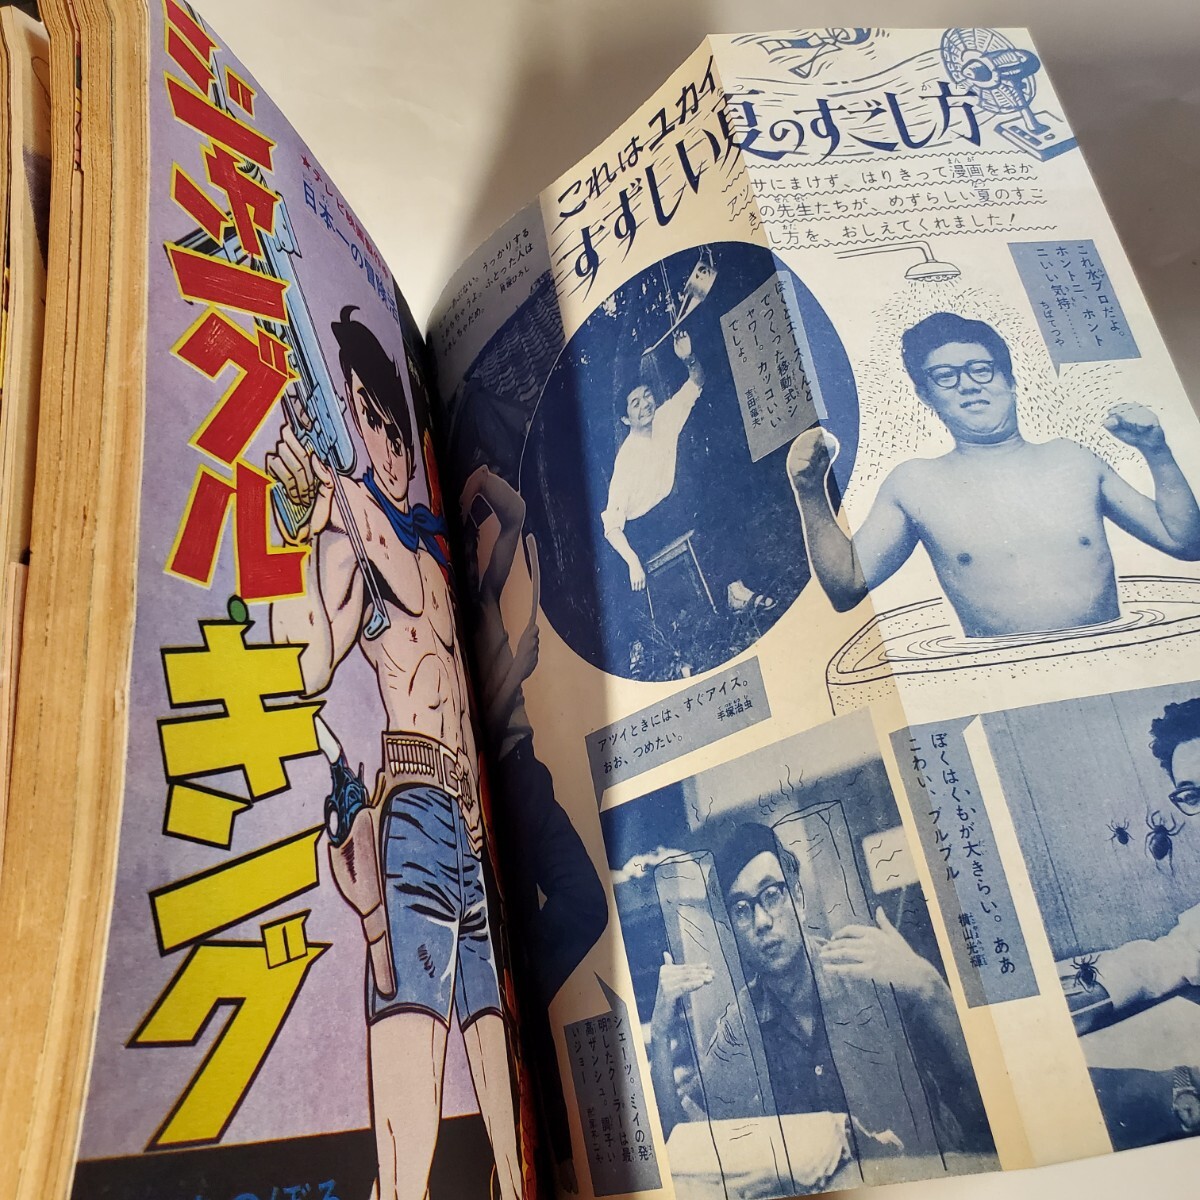 ジャングル
キング
日本一の冒険活
これはユカイ
すずしい夏のすごし方
アツサにまけず、はりきって漫画をおか
きの先生たちが、めずらしい夏のすご
し方を、おしえてくれました!
これ水ブロだよ。
ホントニ、ホント
こいい気持……
ちばてつや
ぼくとエースくんと
でつくった移動式シ
ャワー。カッコいい
でしょ。
吉田竜夫
アツイときには、すぐアイス。
おお、つめたい。
手塚治虫
ぼくはくもが大きらい。ああ
こわい、ブルブル
横山光輝
シェーッ。ミイの発
明したクーラーは最
高ザンシュ。調子い
いジョー